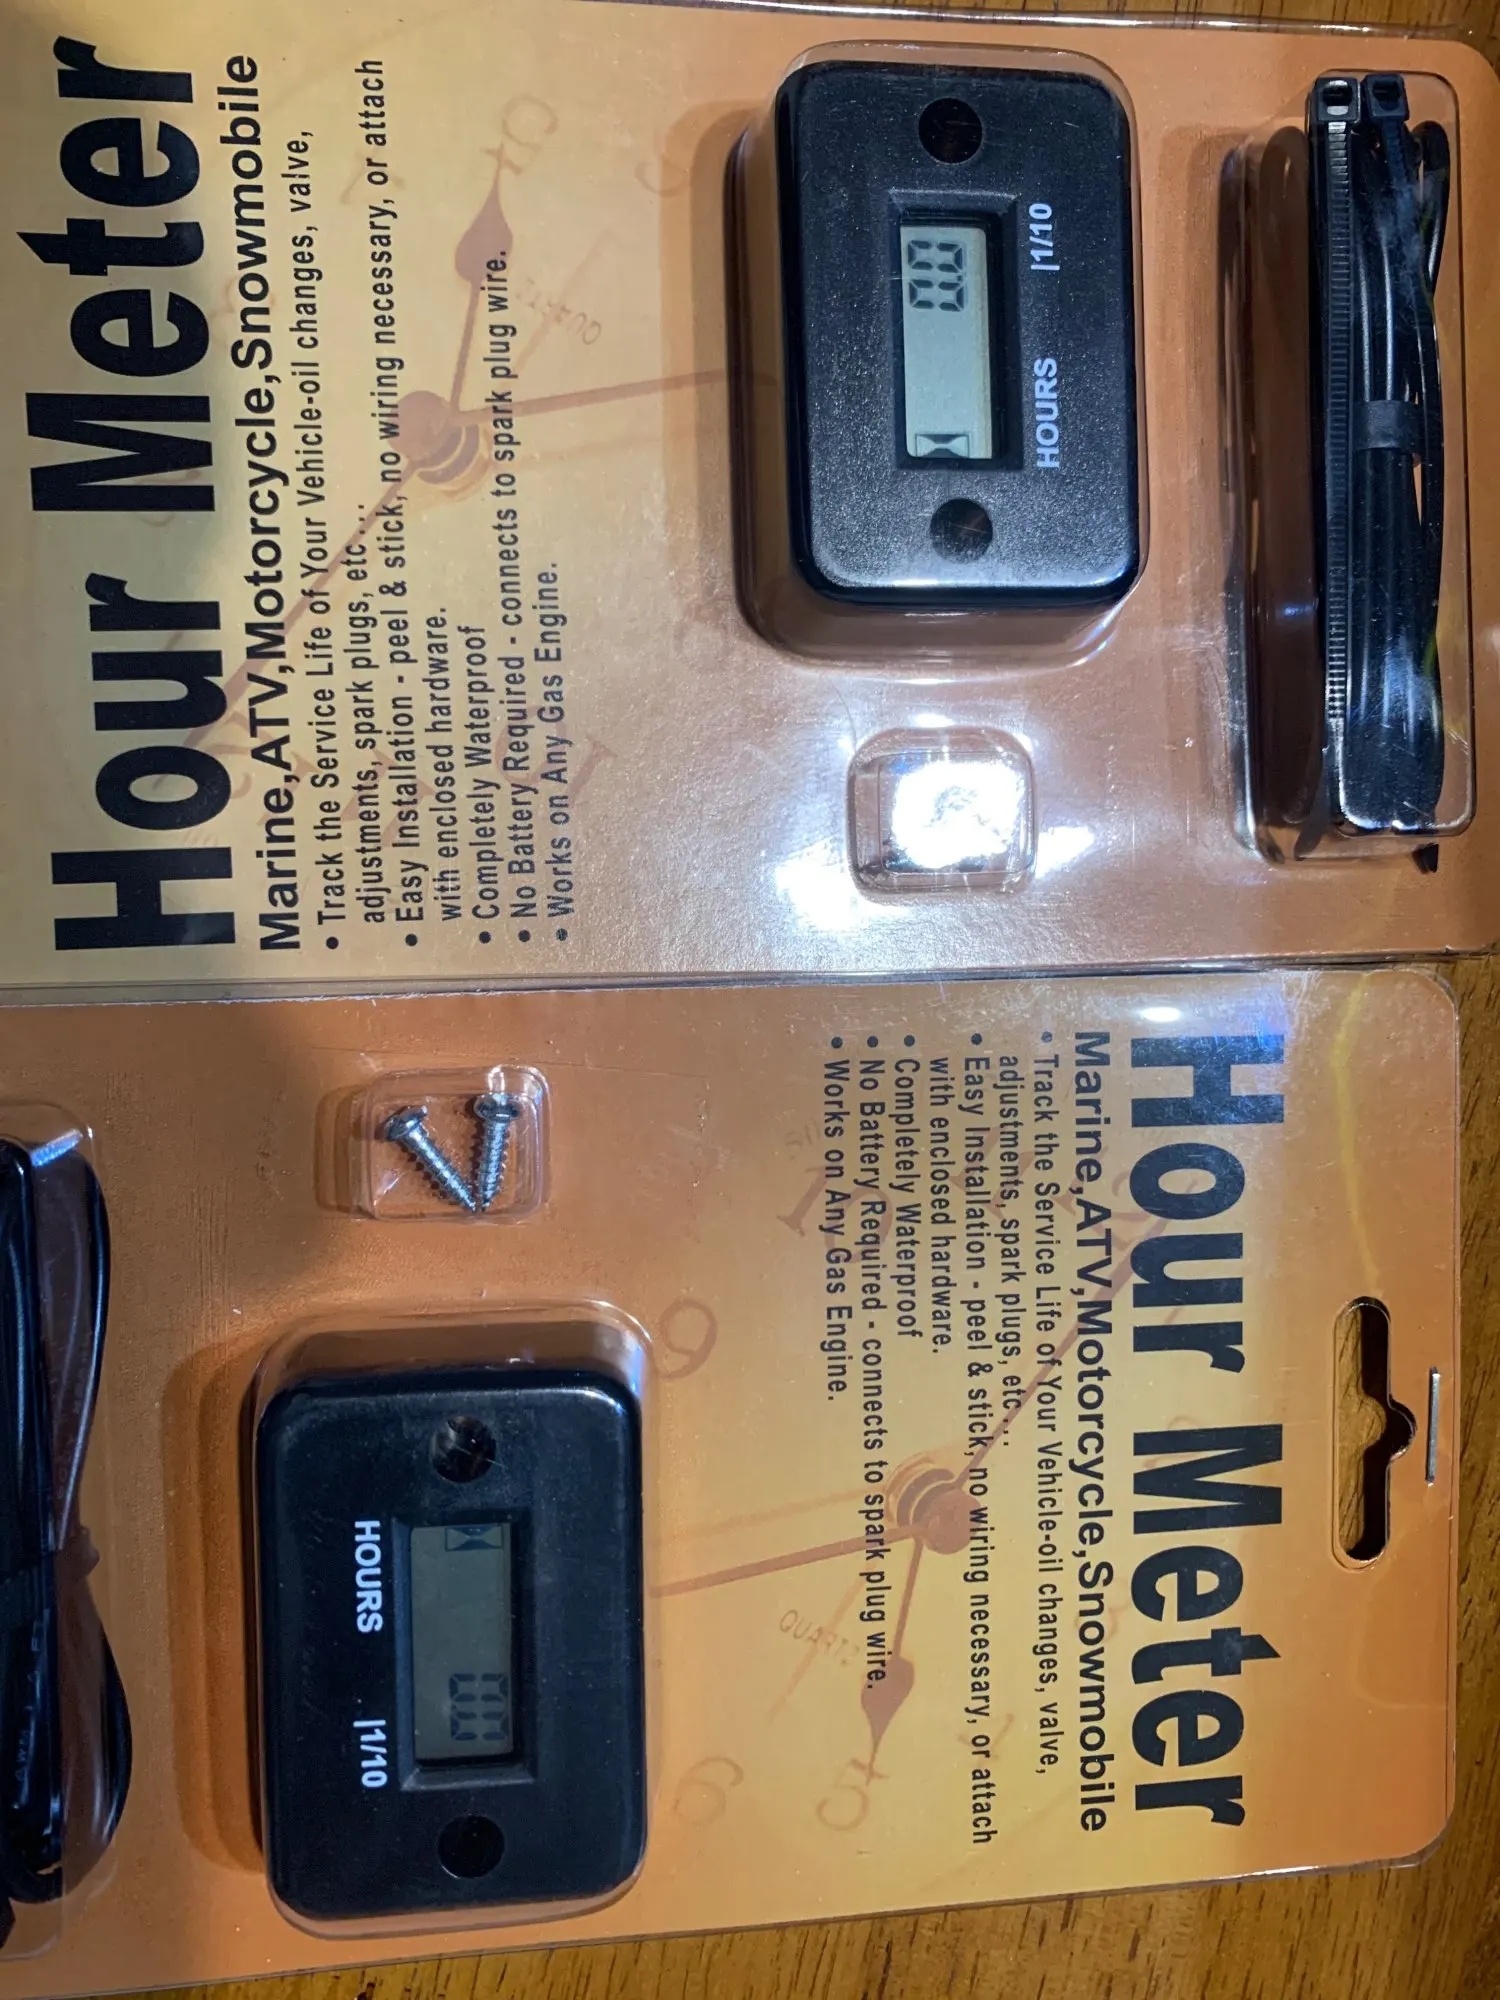 Hour Meter
Marine,ATV,Motorcycle,Snowmobile
• Track the Service Life of Your Vehicle-oil changes, valve,
adjustments, spark plugs, etc...
• Easy Installation - peel & stick, no wiring necessary, or attach
with enclosed hardware.
• Completely Waterproof
• No Battery Required - connects to spark plug wire.
• Works on Any Gas Engine.
QUARTZ
00
HOURS |1/10
Hour Meter
Marine,ATV,Motorcycle,Snowmobile
• Track the Service Life of Your Vehicle-oil changes, valve,
adjustments, spark plugs, etc...
• Easy Installation - peel & stick, no wiring necessary, or attach
with enclosed hardware.
• Completely Waterproof
• No Battery Required - connects to spark plug wire.
• Works on Any Gas Engine.
QUARTZ
00
HOURS |1/10